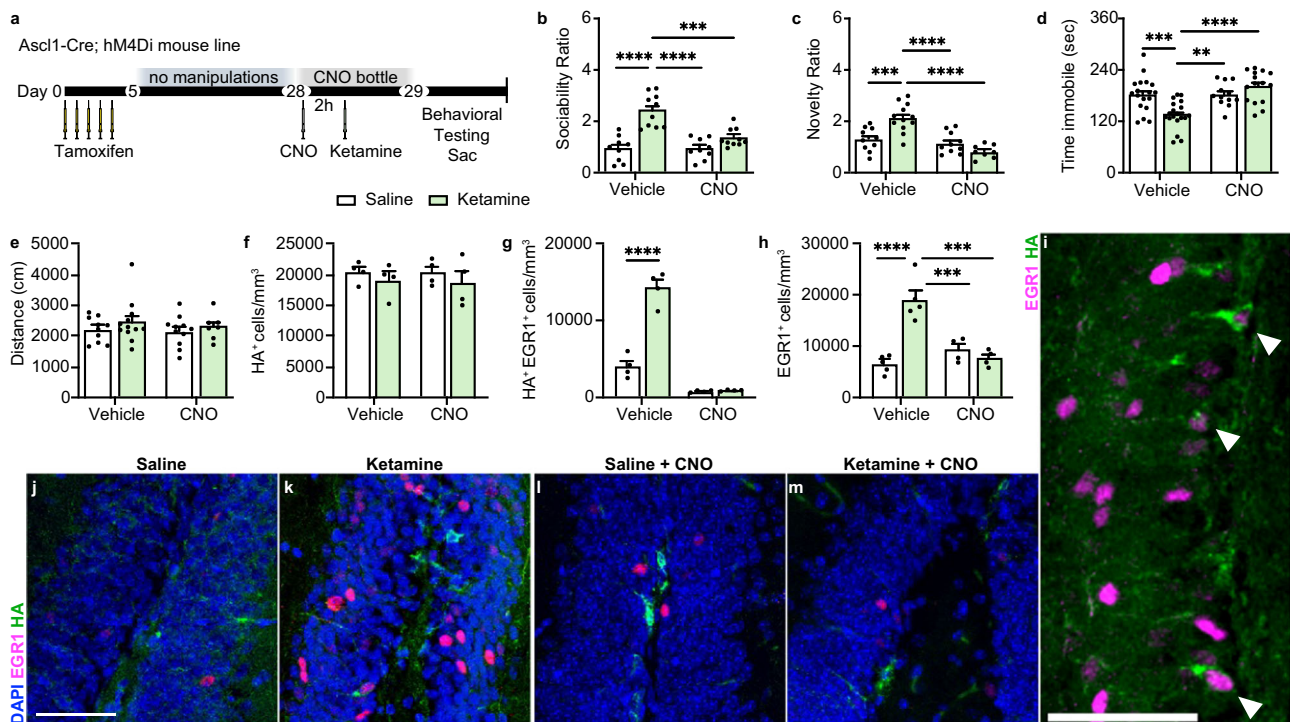 a
Ascl1-Cre; hM4Di mouse line
no manipulations
CNO bottle
Day 0
5
28
2h
29
Tamoxifen
CNO
Ketamine
Behavioral
Testing
Sac
Saline
Ketamine
b
Sociability Ratio
6
4
2
0
****
****
***
Vehicle
CNO
c
Novelty Ratio
6
4
2
0
***
****
****
Vehicle
CNO
d
Time immobile (sec)
360
240
120
0
***
**
****
Vehicle
CNO
e
Distance (cm)
5000
4000
3000
2000
1000
0
Vehicle
CNO
f
HA⁺ cells/mm³
25000
20000
15000
10000
5000
0
Vehicle
CNO
g
HA⁺ EGR1⁺ cells/mm³
20000
10000
0
****
Vehicle
CNO
h
EGR1⁺ cells/mm³
30000
20000
10000
0
****
***
***
Vehicle
CNO
i
EGR1 HA
Saline
Ketamine
Saline + CNO
Ketamine + CNO
j
k
l
m
DAPI EGR1 HA